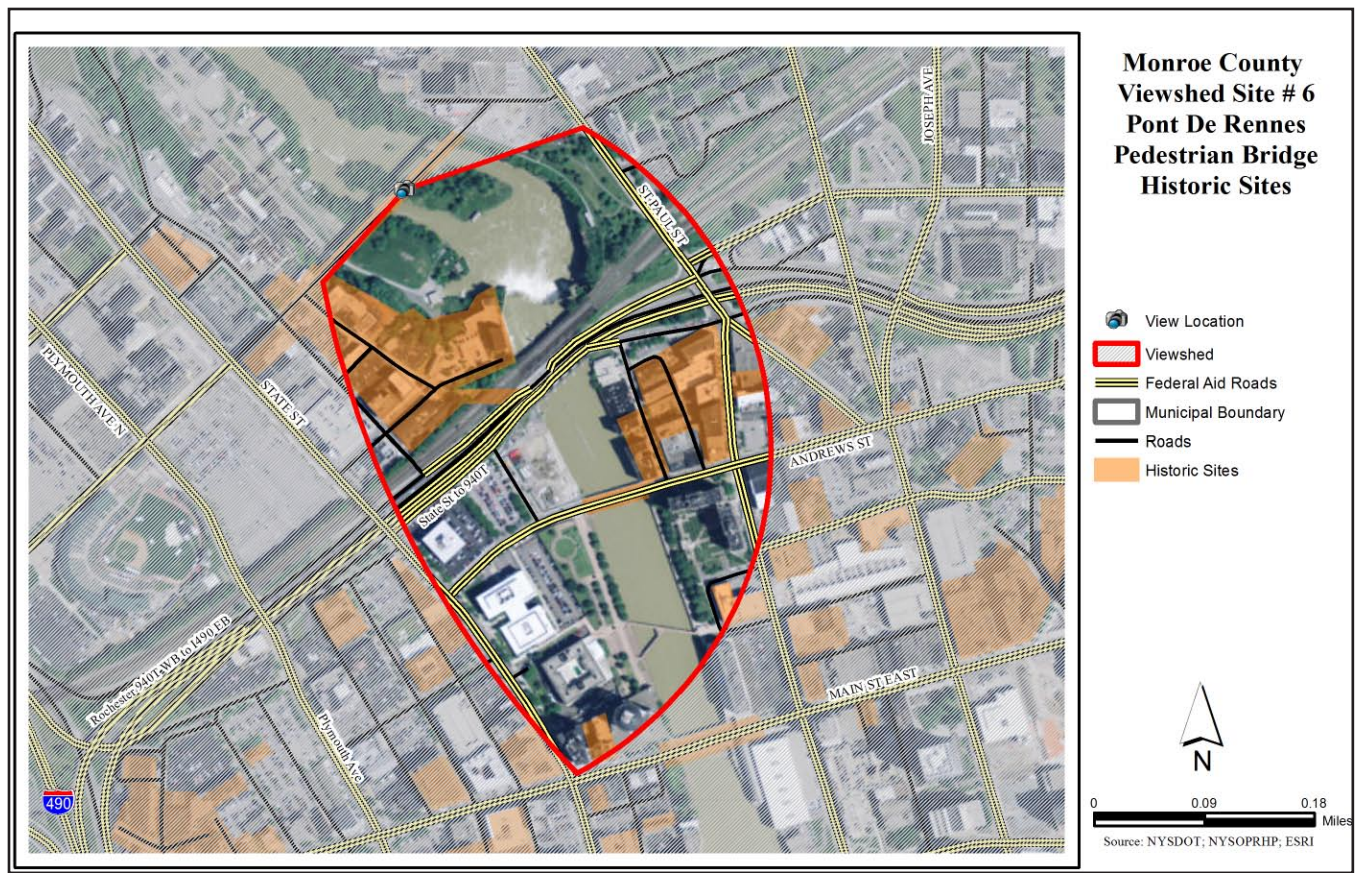 Monroe County
Viewshed Site # 6
Pont De Rennes
Pedestrian Bridge
Historic Sites
View Location
Viewshed
Federal Aid Roads
Municipal Boundary
Roads
Historic Sites
N
0 0.09 0.18
Miles
Source: NYSDOT; NYSOPRHP; ESRI
JOSEPH AVE
ST-PAUL ST
PLYMOUTH AVE N
STATE ST
ANDREWS ST
State St to 940T
Rochester 940T WB to I490 EB
MAIN ST EAST
Plymouth Ave
490